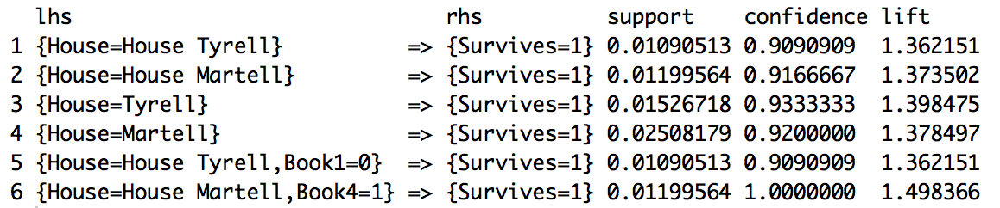 lhs rhs support confidence lift
1 {House=House Tyrell} => {Survives=1} 0.01090513 0.9090909 1.362151
2 {House=House Martell} => {Survives=1} 0.01199564 0.9166667 1.373502
3 {House=Tyrell} => {Survives=1} 0.01526718 0.9333333 1.398475
4 {House=Martell} => {Survives=1} 0.02508179 0.9200000 1.378497
5 {House=House Tyrell,Book1=0} => {Survives=1} 0.01090513 0.9090909 1.362151
6 {House=House Martell,Book4=1} => {Survives=1} 0.01199564 1.0000000 1.498366